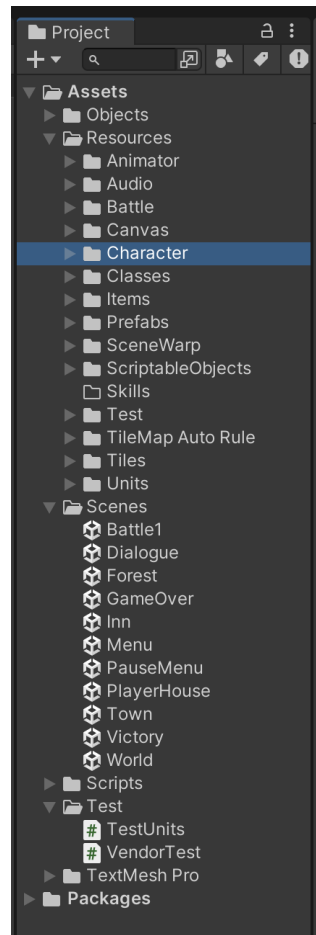 Project
Assets
Objects
Resources
Animator
Audio
Battle
Canvas
Character
Classes
Items
Prefabs
SceneWarp
ScriptableObjects
Skills
Test
TileMap Auto Rule
Tiles
Units
Scenes
Battle1
Dialogue
Forest
GameOver
Inn
Menu
PauseMenu
PlayerHouse
Town
Victory
World
Scripts
Test
# TestUnits
# VendorTest
TextMesh Pro
Packages